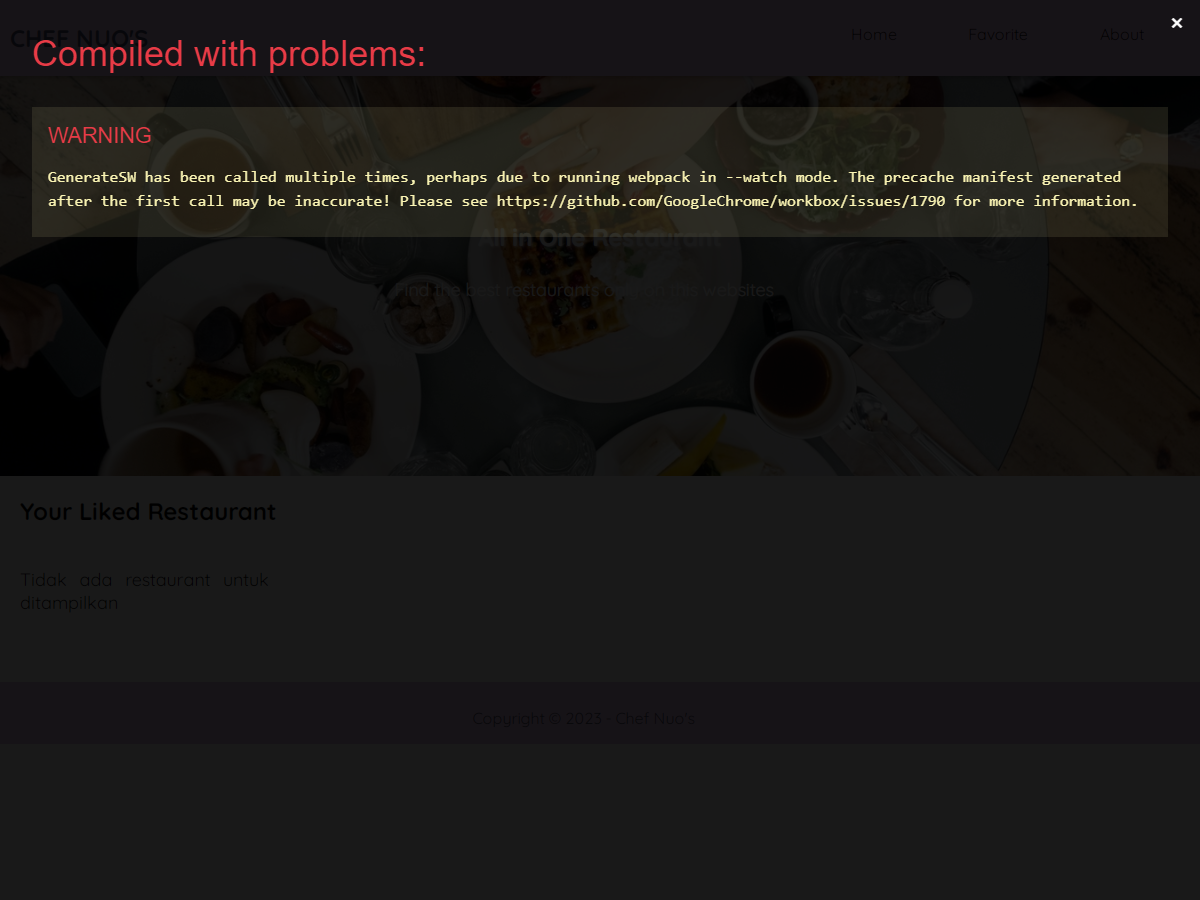 CHEF NUO'S
Home
Favorite
About
Compiled with problems:
WARNING
GenerateSW has been called multiple times, perhaps due to running webpack in --watch mode. The precache manifest generated
after the first call may be inaccurate! Please see https://github.com/GoogleChrome/workbox/issues/1790 for more information.
All in One Restaurant
Find the best restaurants only on this websites
Your Liked Restaurant
Tidak ada restaurant untuk
ditampilkan
Copyright © 2023 - Chef Nuo's